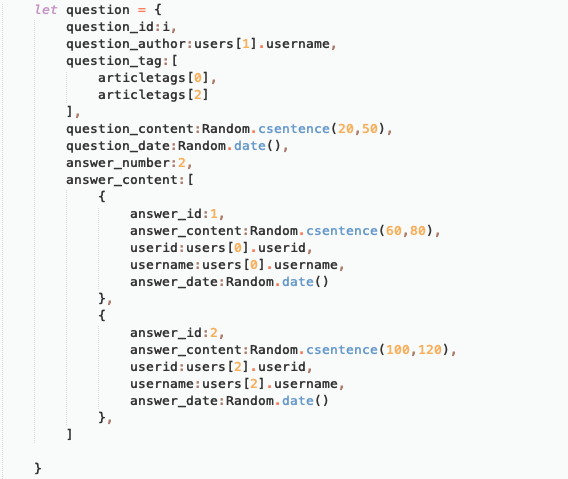 let question = {
question_id:i,
question_author:users[1].username,
question_tag:[
articletags[0],
articletags[2]
],
question_content:Random.csentence(20,50),
question_date:Random.date(),
answer_number:2,
answer_content:[
{
answer_id:1,
answer_content:Random.csentence(60,80),
userid:users[0].userid,
username:users[0].username,
answer_date:Random.date()
},
{
answer_id:2,
answer_content:Random.csentence(100,120),
userid:users[2].userid,
username:users[2].username,
answer_date:Random.date()
},
]
}